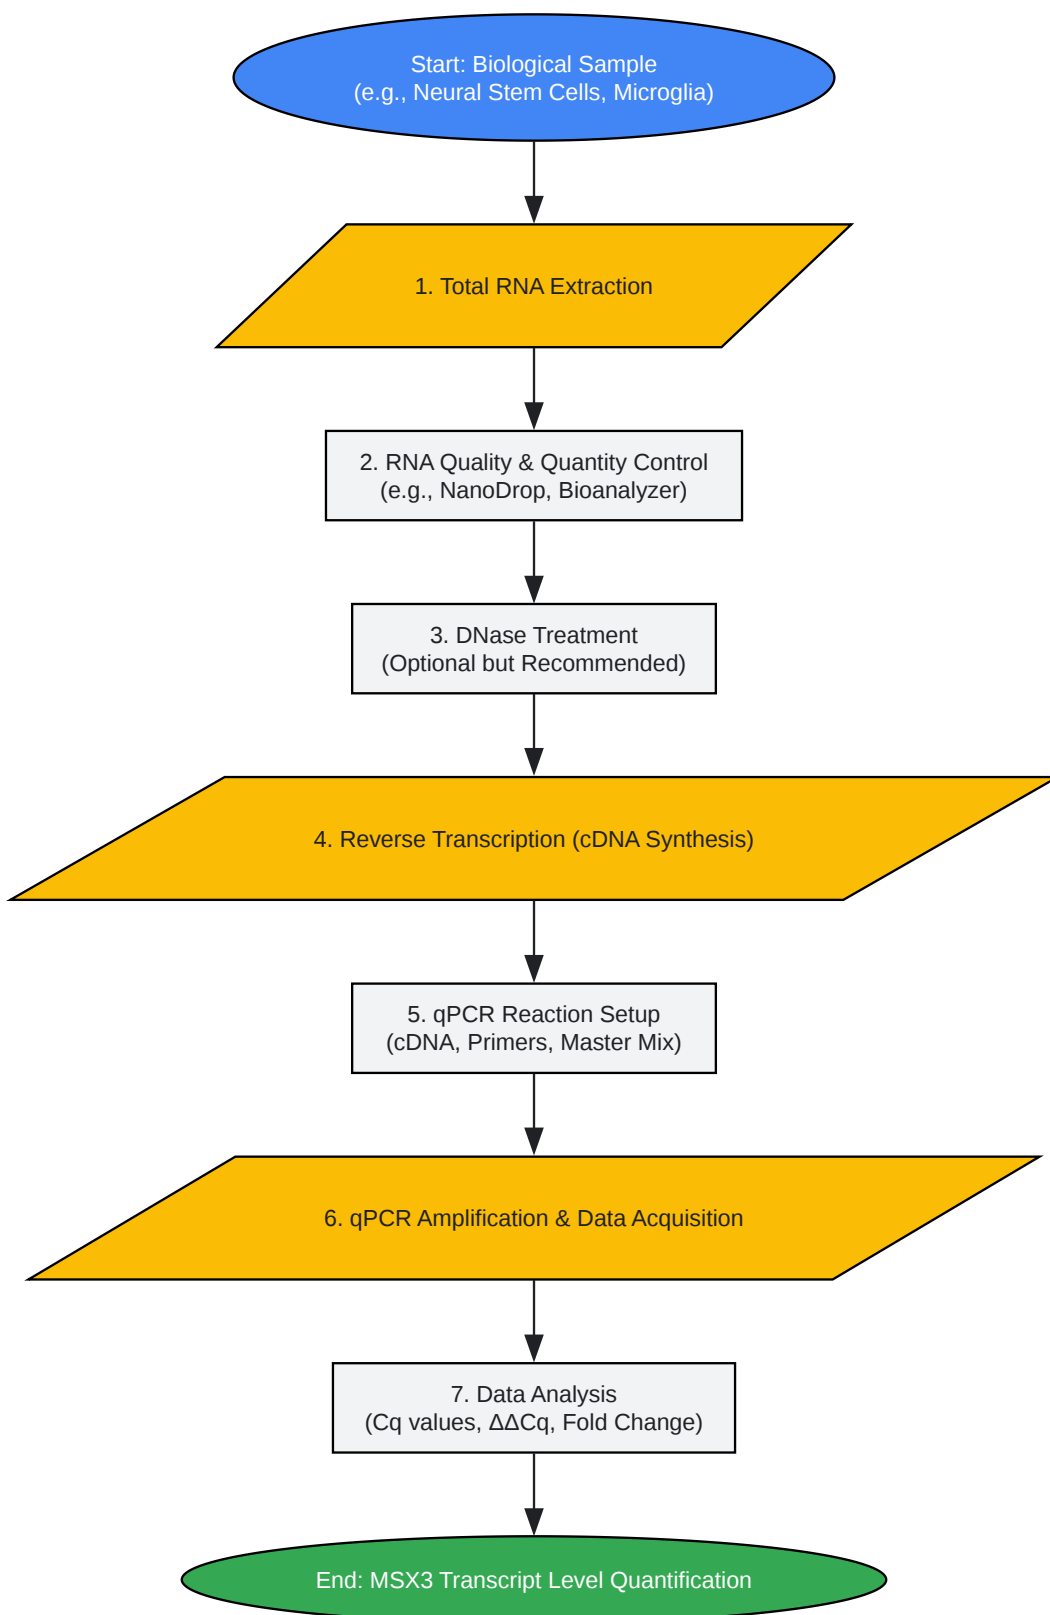 Start: Biological Sample
(e.g., Neural Stem Cells, Microglia)
1. Total RNA Extraction
2. RNA Quality & Quantity Control
(e.g., NanoDrop, Bioanalyzer)
3. DNase Treatment
(Optional but Recommended)
4. Reverse Transcription (cDNA Synthesis)
5. qPCR Reaction Setup
(cDNA, Primers, Master Mix)
6. qPCR Amplification & Data Acquisition
7. Data Analysis
(Cq values, ΔΔCq, Fold Change)
End: MSX3 Transcript Level Quantification